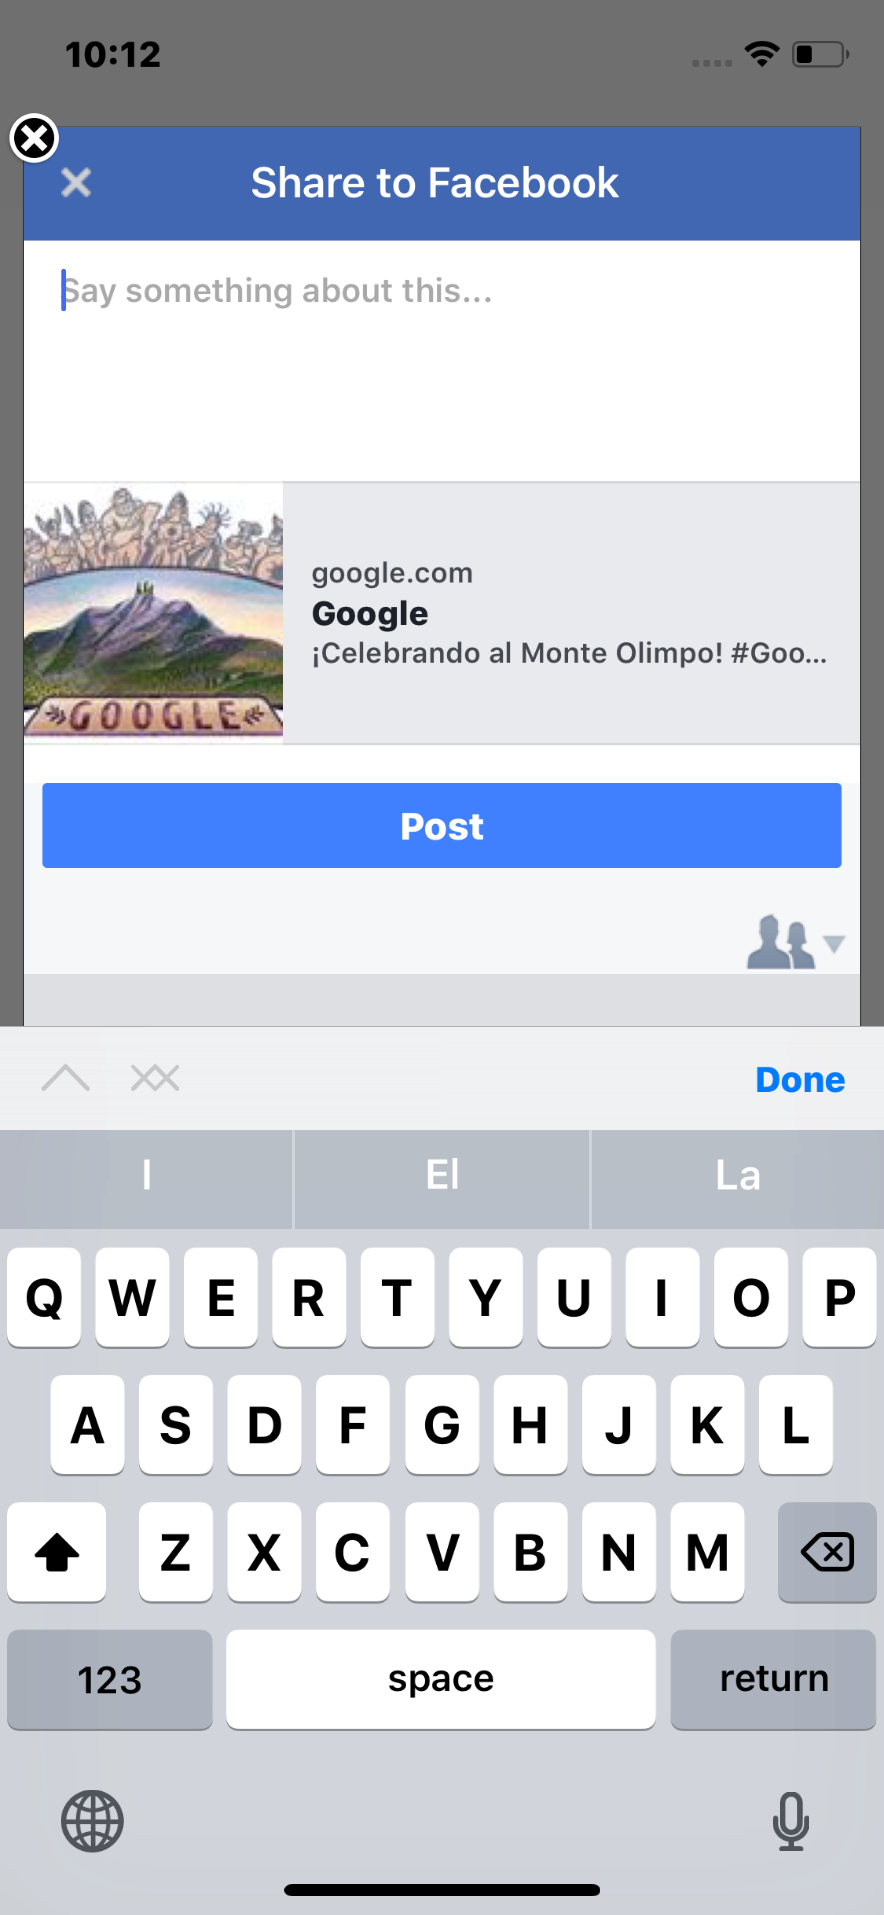 10:12
Share to Facebook
Say something about this...
google.com
Google
¡Celebrando al Monte Olimpo! #Goo...
GOOGLE
Post
Done
I El La
Q W E R T Y U I O P
A S D F G H J K L
Z X C V B N M
123 space return